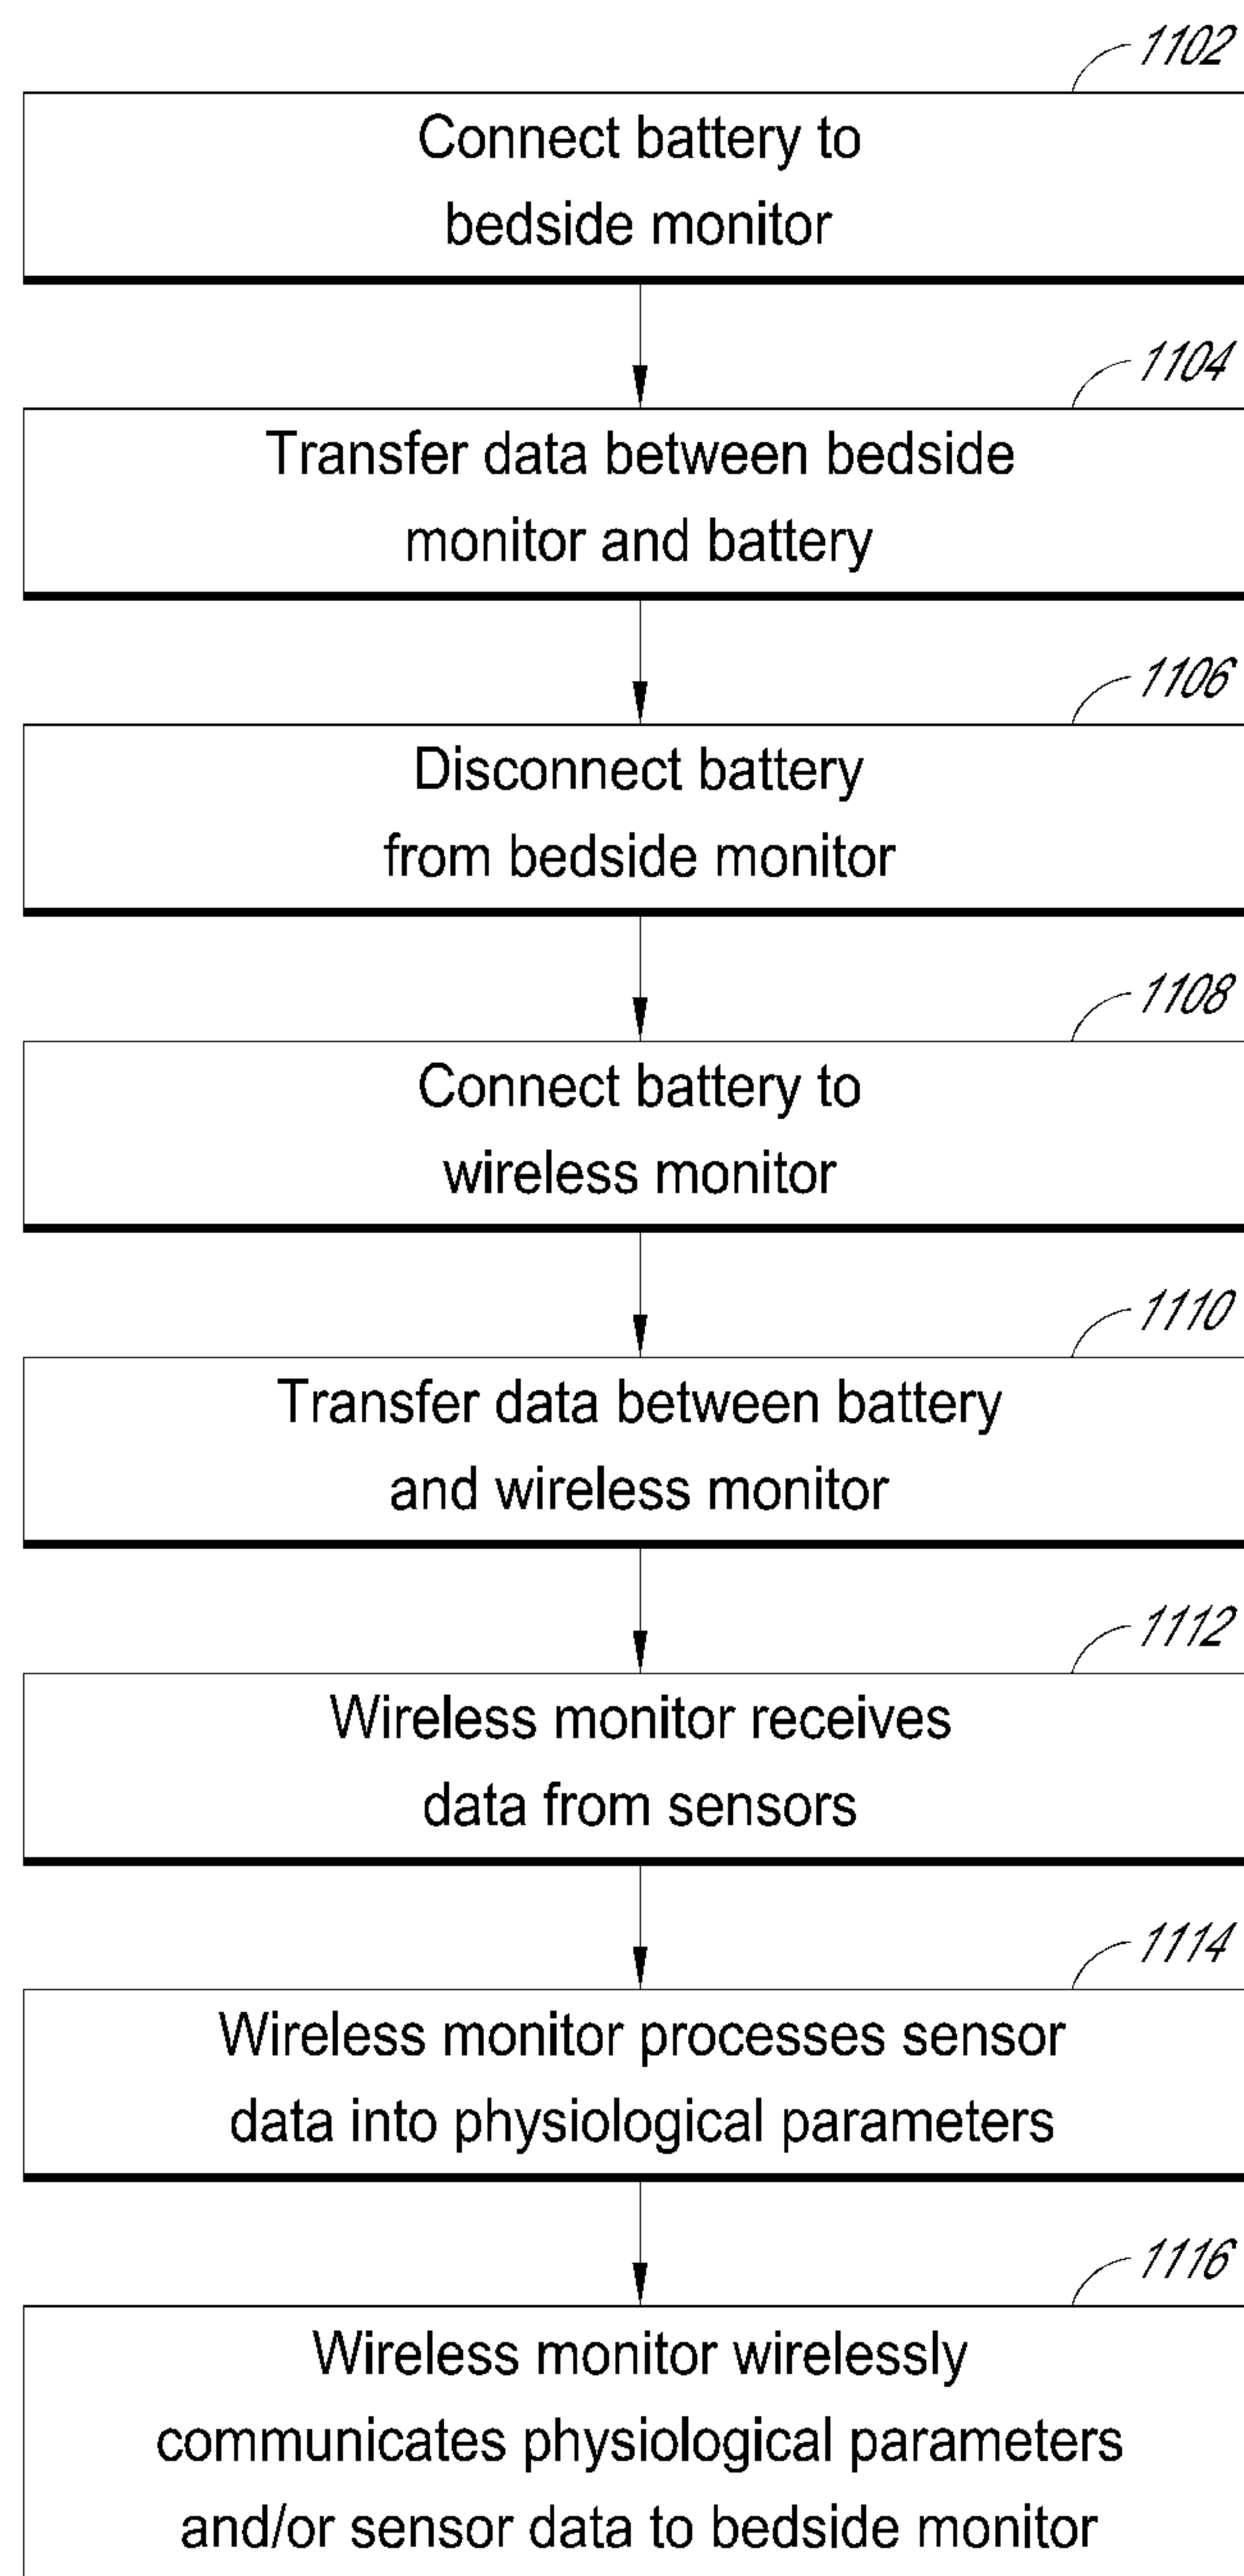 1102
Connect battery to
bedside monitor
1104
Transfer data between bedside
monitor and battery
1106
Disconnect battery
from bedside monitor
1108
Connect battery to
wireless monitor
1110
Transfer data between battery
and wireless monitor
1112
Wireless monitor receives
data from sensors
1114
Wireless monitor processes sensor
data into physiological parameters
1116
Wireless monitor wirelessly
communicates physiological parameters
and/or sensor data to bedside monitor